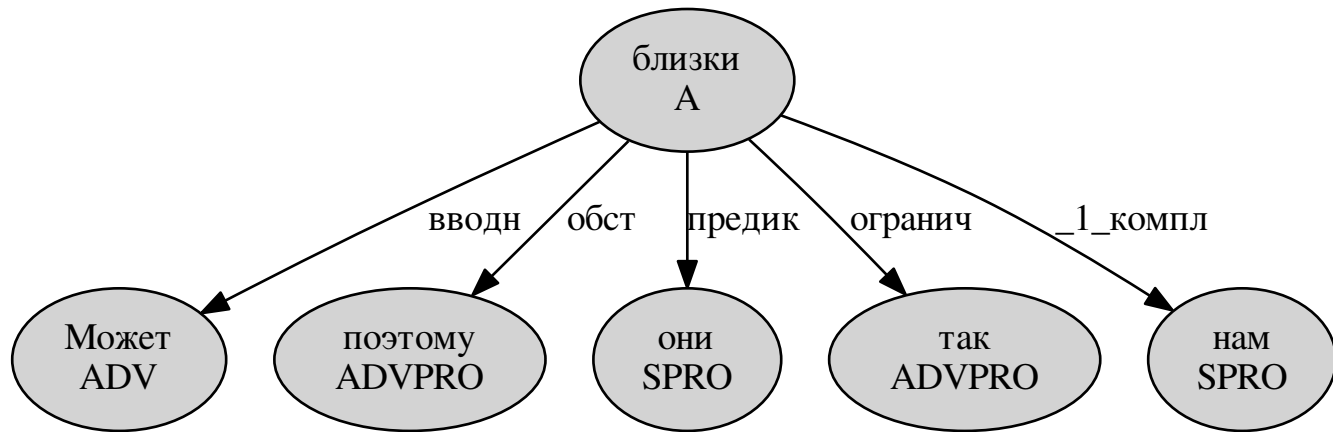 близки
A
вводн
обст
предик
огранич
_1_компл
Может
ADV
поэтому
ADVPRO
они
SPRO
так
ADVPRO
нам
SPRO